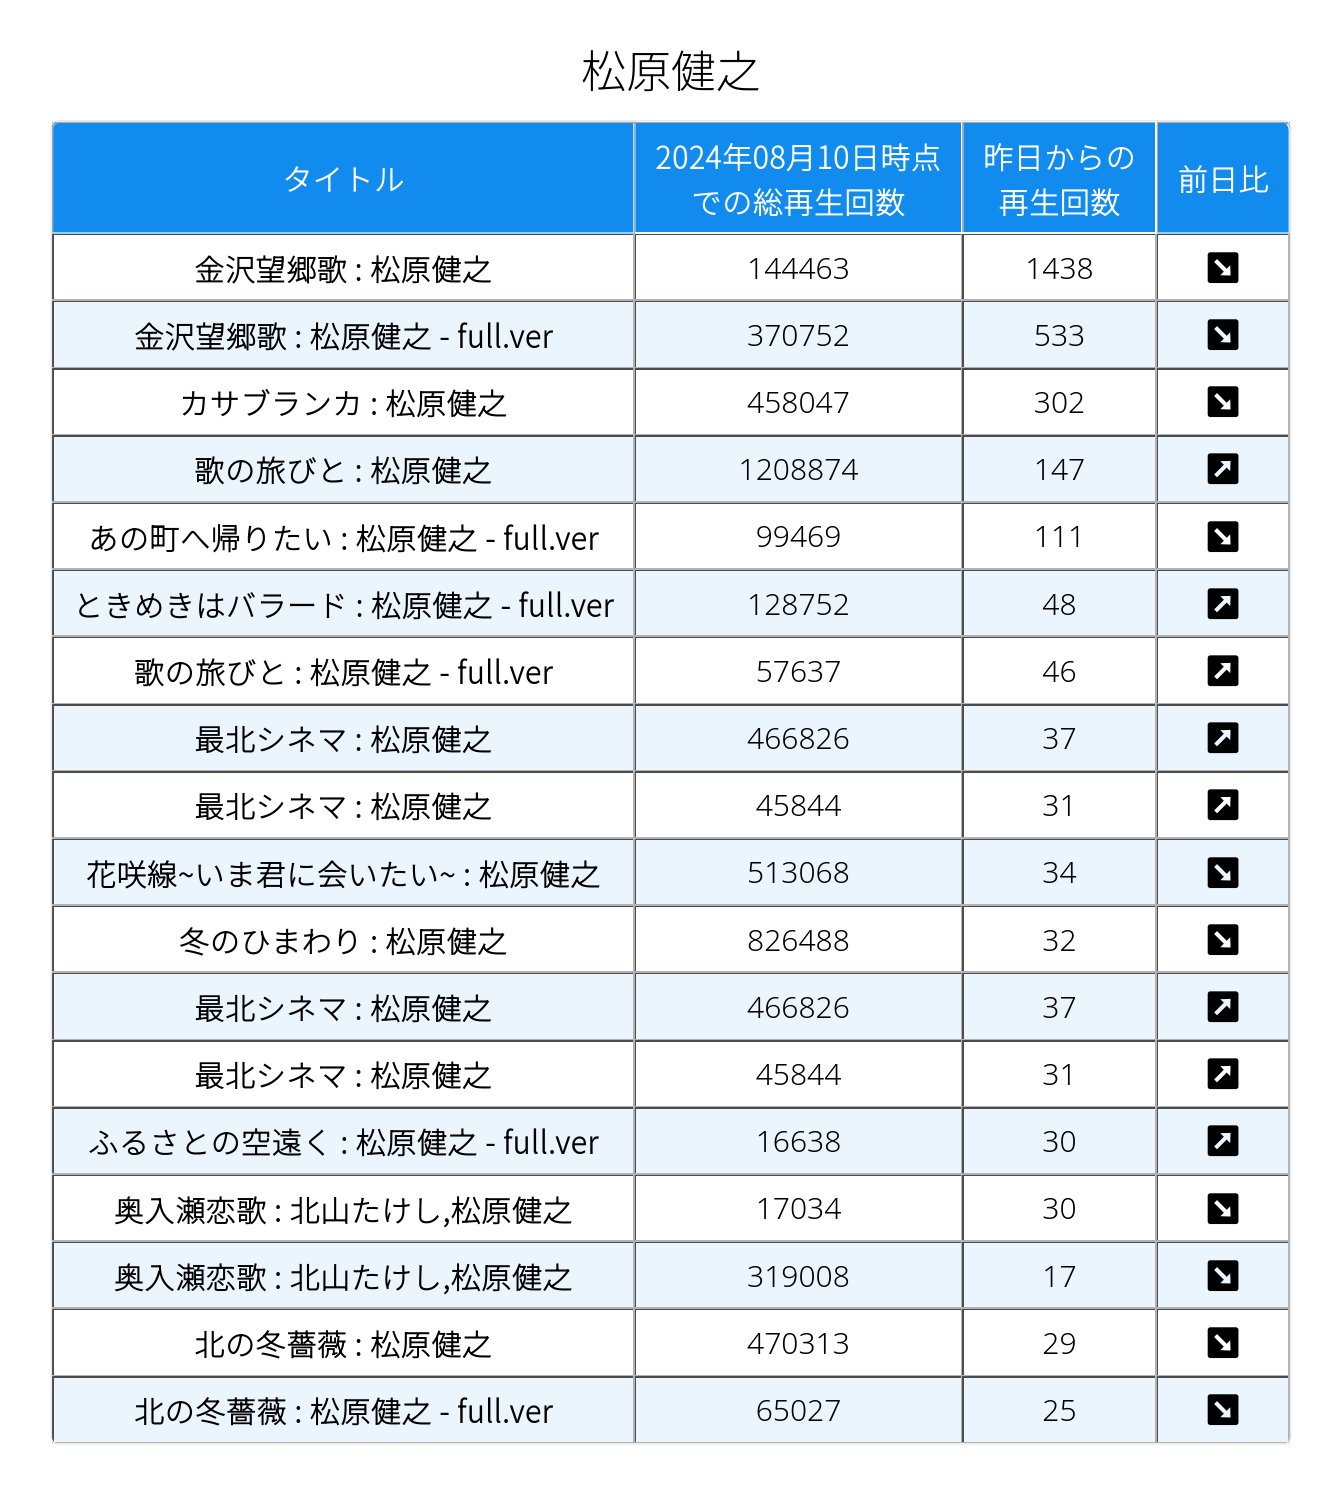 松原健之
タイトル
2024年08月10日時点
での総再生回数
昨日からの
再生回数
前日比
金沢望郷歌 : 松原健之 144463 1438
金沢望郷歌 : 松原健之 - full.ver 370752 533
カサブランカ : 松原健之 458047 302
歌の旅びと : 松原健之 1208874 147
あの町へ帰りたい : 松原健之 - full.ver 99469 111
ときめきはバラード : 松原健之 - full.ver 128752 48
歌の旅びと : 松原健之 - full.ver 57637 46
最北シネマ : 松原健之 466826 37
最北シネマ : 松原健之 45844 31
花咲線~いま君に会いたい~ : 松原健之 513068 34
冬のひまわり : 松原健之 826488 32
最北シネマ : 松原健之 466826 37
最北シネマ : 松原健之 45844 31
ふるさとの空遠く : 松原健之 - full.ver 16638 30
奥入瀬恋歌 : 北山たけし,松原健之 17034 30
奥入瀬恋歌 : 北山たけし,松原健之 319008 17
北の冬薔薇 : 松原健之 470313 29
北の冬薔薇 : 松原健之 - full.ver 65027 25